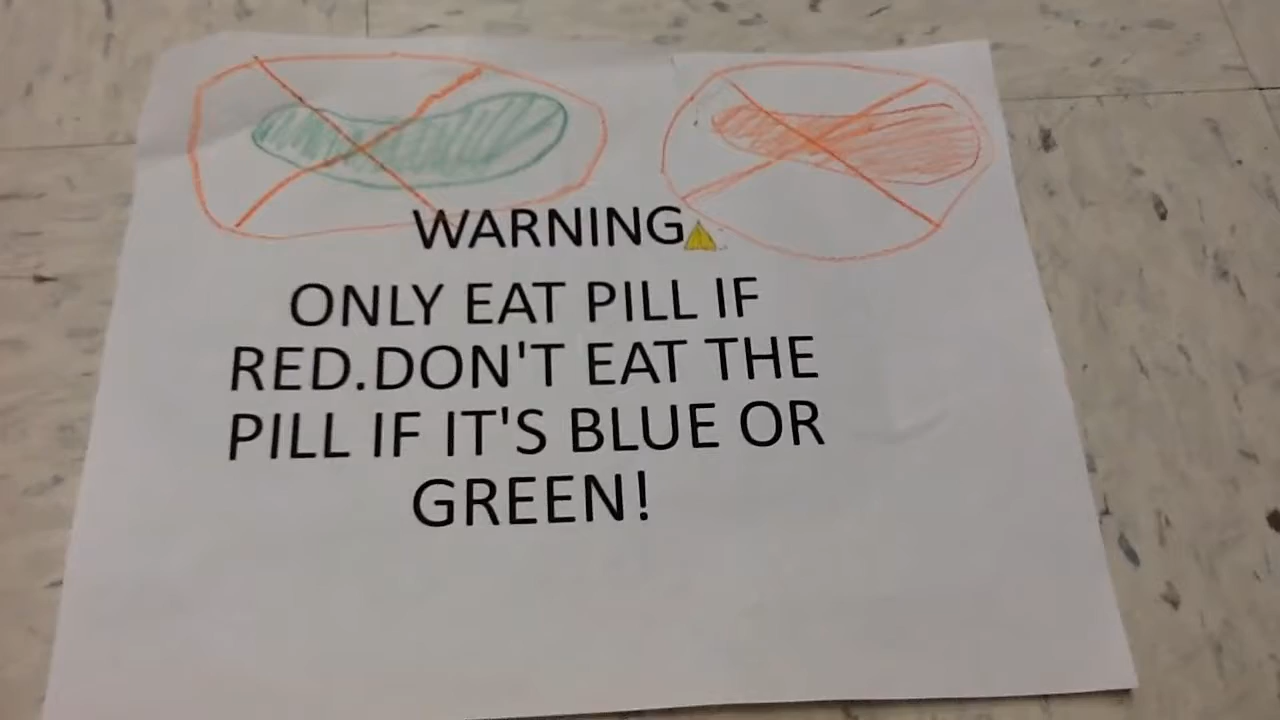 WARNING
ONLY EAT PILL IF
RED.DON'T EAT THE
PILL IF IT'S BLUE OR
GREEN!